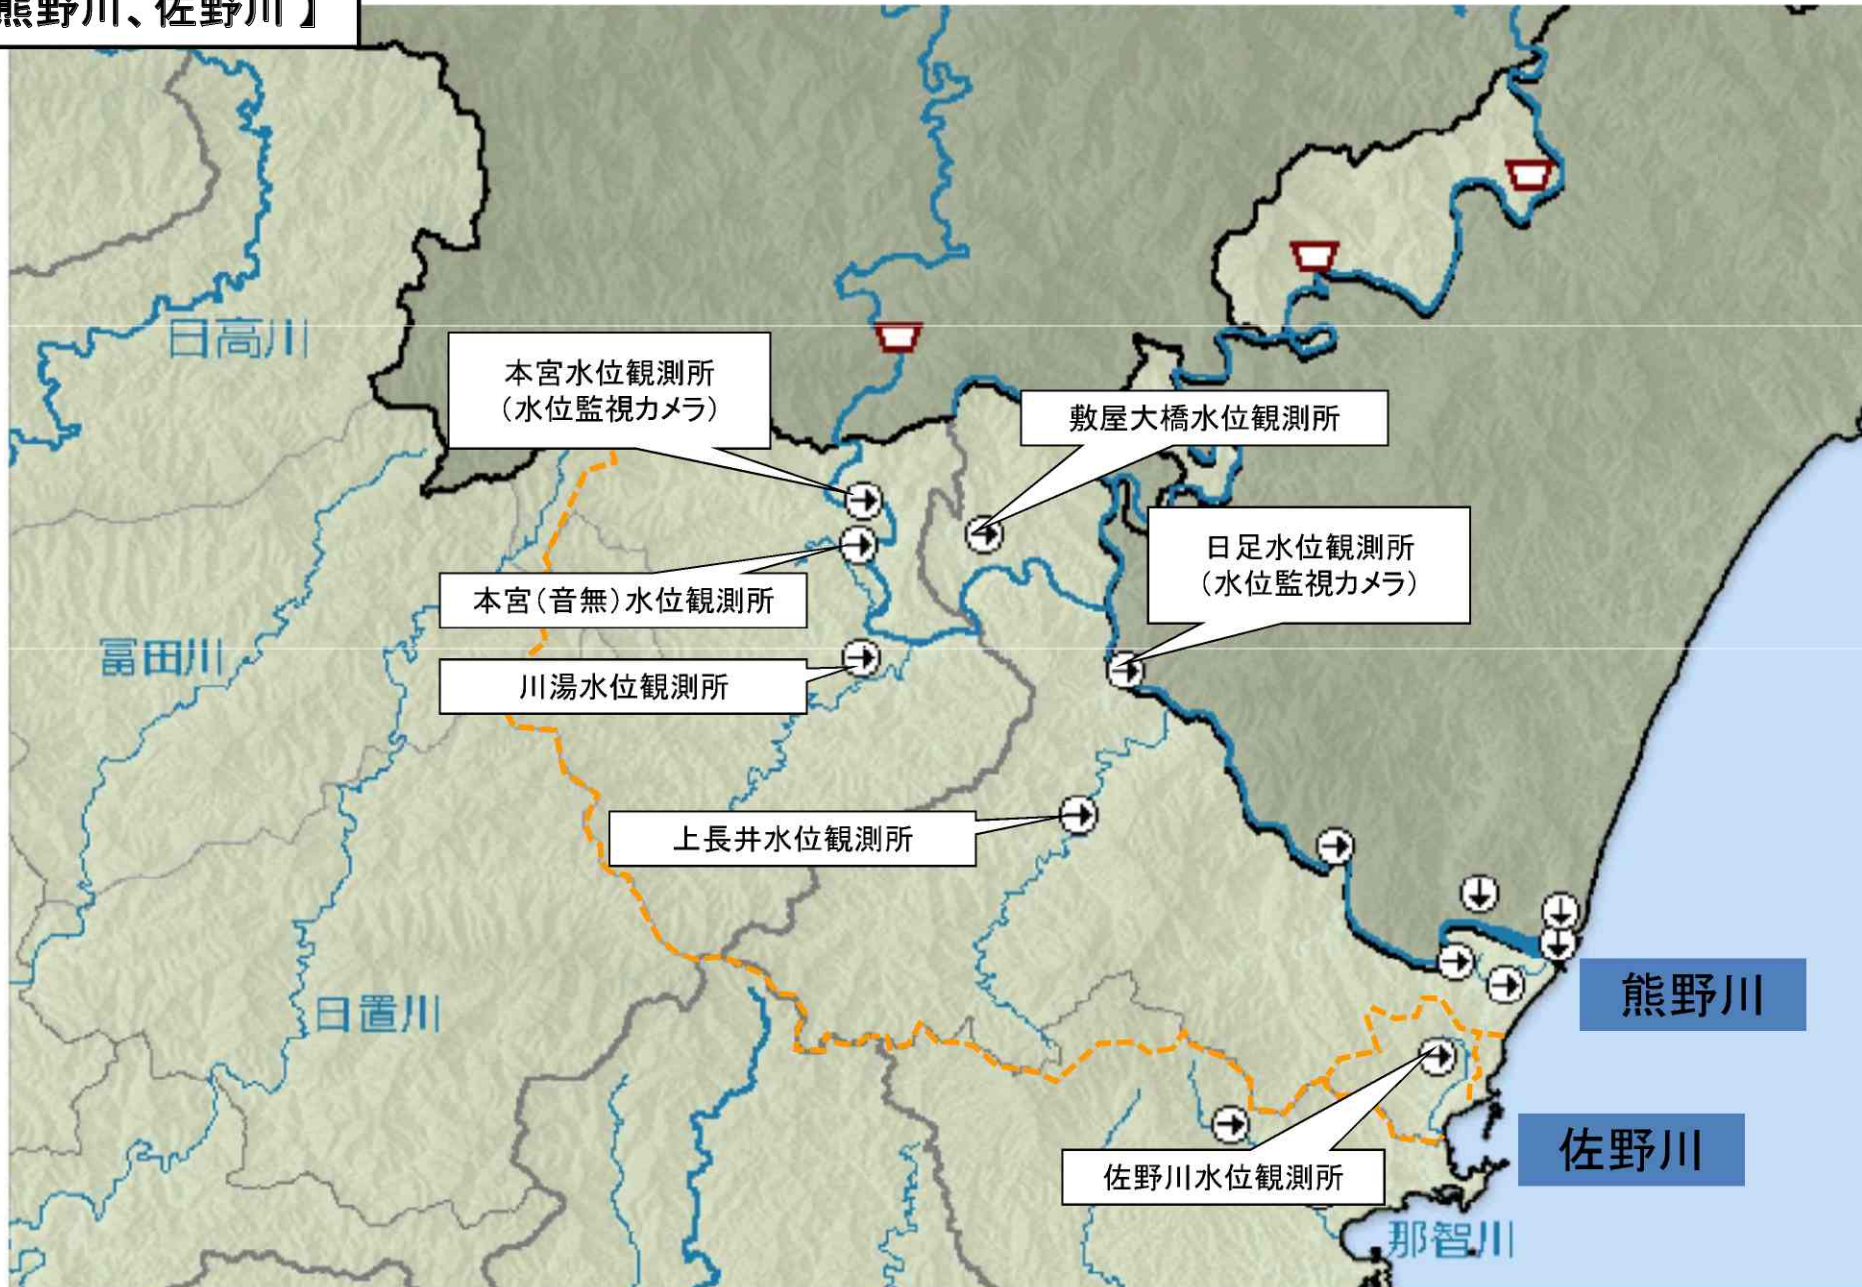 熊野川、佐野川】
日高川
本宮水位観測所
（水位監視カメラ）
敷屋大橋水位観測所
日足水位観測所
（水位監視カメラ）
本宮（音無）水位観測所
富田川
川湯水位観測所
上長井水位観測所
熊野川
日置川
佐野川
佐野川水位観測所
那智川